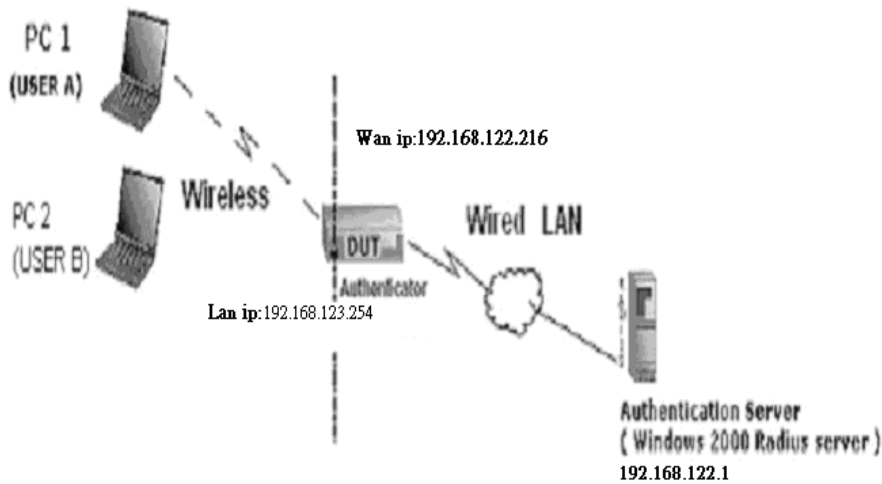 PC 1
(USER A)
Wan ip:192.168.122.216
Wireless
PC 2
(USER B)
Wired LAN
DUT
Authenticator
Lan ip:192.168.123.254
Authentication Server
( Windows 2000 Radius server )
192.168.122.1